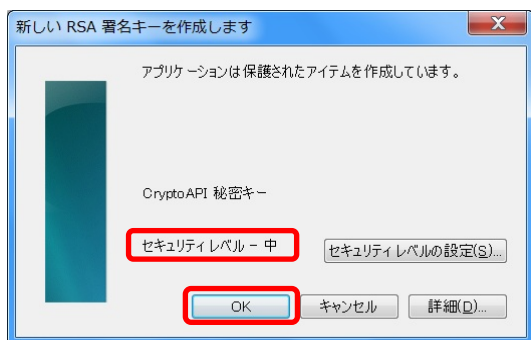 新しい RSA 署名キーを作成します
アプリケーションは保護されたアイテムを作成しています。
CryptoAPI 秘密キー
セキュリティ レベル － 中
セキュリティ レベルの設定(S)...
OK キャンセル 詳細(D)...